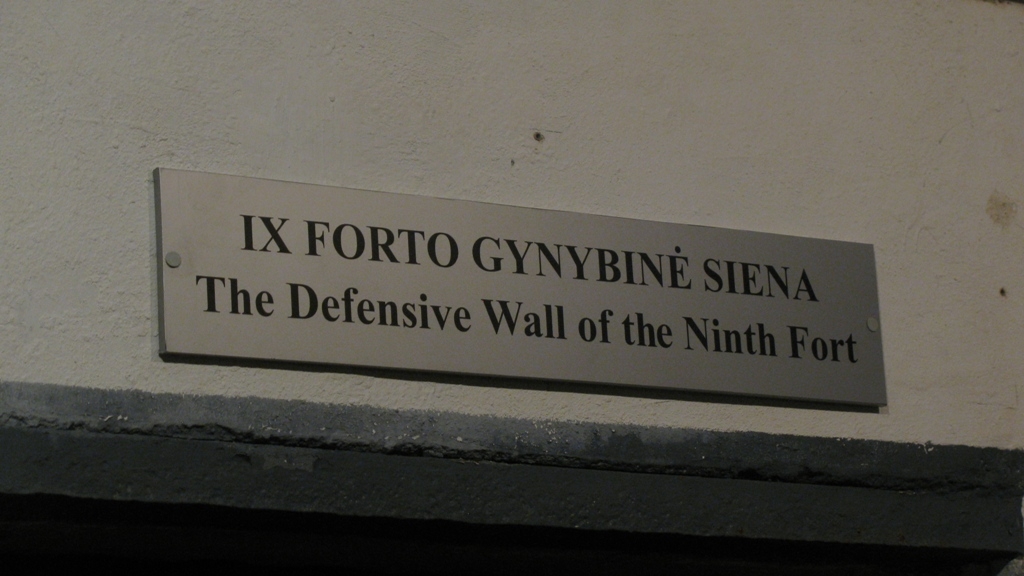 IX FORTO GYNYBINĖ SIENA
The Defensive Wall of the Ninth Fort